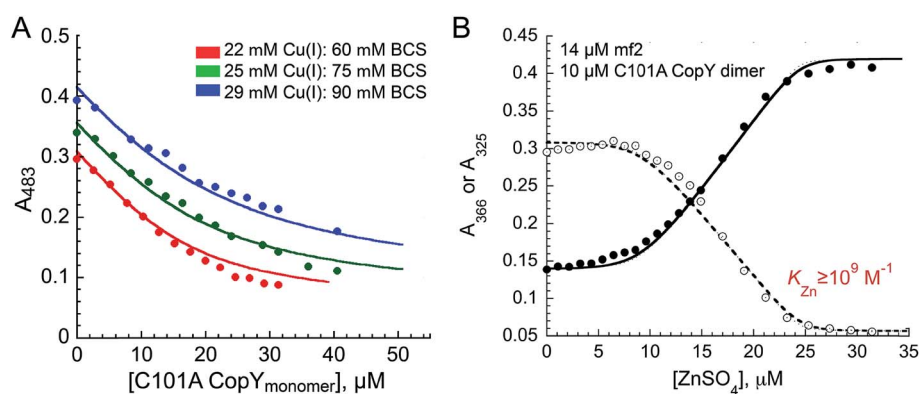 A
22 mM Cu(I): 60 mM BCS
25 mM Cu(I): 75 mM BCS
29 mM Cu(I): 90 mM BCS
0.5
0.4
0.3
0.2
0.1
0
A483
0 10 20 30 40 50
[C101A CopYmonomer], μM
B
14 μM mf2
10 μM C101A CopY dimer
0.4
0.35
0.3
0.25
0.2
0.15
0.1
0.05
A366 or A325
KZn≥10⁹ M⁻¹
0 5 10 15 20 25 30 35
[ZnSO4], μM